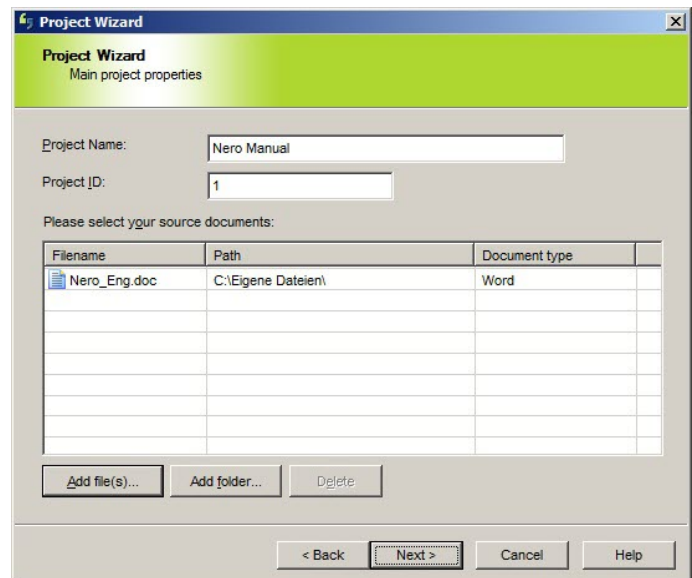 Project Wizard
Project Wizard
Main project properties
Project Name: Nero Manual
Project ID: 1
Please select your source documents:
Filename Path Document type
Nero_Eng.doc C:\Eigene Dateien\ Word
Add file(s)... Add folder... Delete
< Back Next > Cancel Help